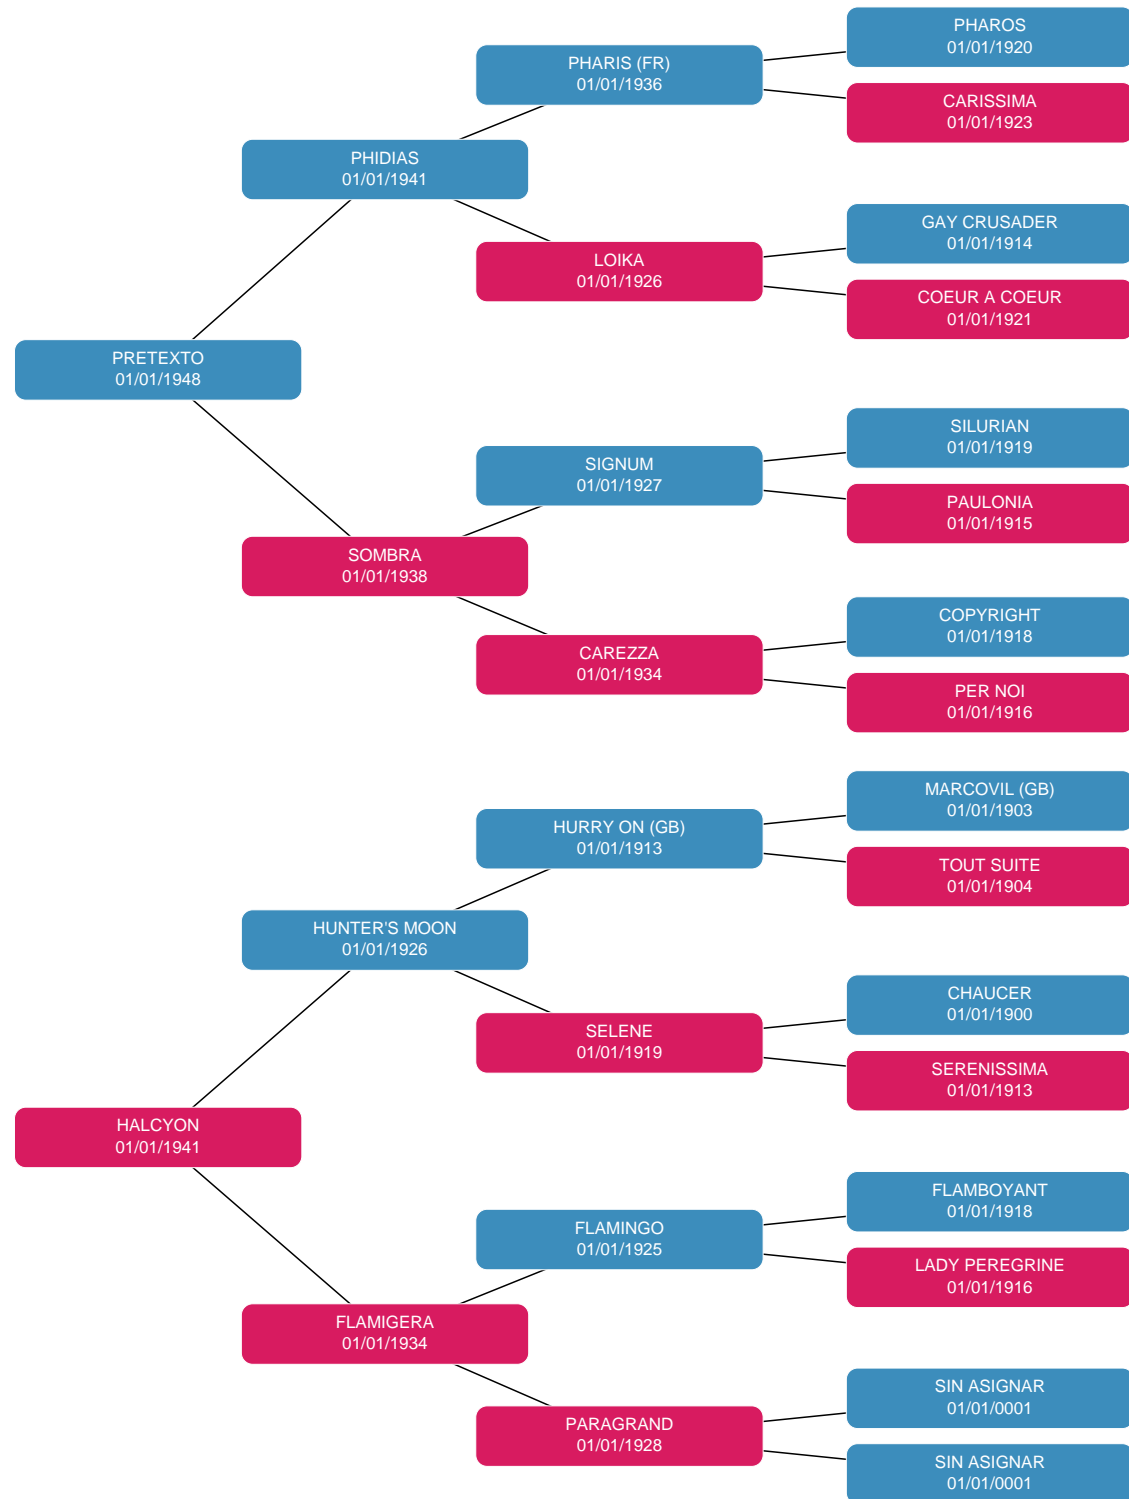 PHAROS
01/01/1920
PHARIS (FR)
01/01/1936
CARISSIMA
01/01/1923
PHIDIAS
01/01/1941
GAY CRUSADER
01/01/1914
LOIKA
01/01/1926
COEUR A COEUR
01/01/1921
PRETEXTO
01/01/1948
SILURIAN
01/01/1919
SIGNUM
01/01/1927
PAULONIA
01/01/1915
SOMBRA
01/01/1938
COPYRIGHT
01/01/1918
CAREZZA
01/01/1934
PER NOI
01/01/1916
MARCOVIL (GB)
01/01/1903
HURRY ON (GB)
01/01/1913
TOUT SUITE
01/01/1904
HUNTER'S MOON
01/01/1926
CHAUCER
01/01/1900
SELENE
01/01/1919
SERENISSIMA
01/01/1913
HALCYON
01/01/1941
FLAMBOYANT
01/01/1918
FLAMINGO
01/01/1925
LADY PEREGRINE
01/01/1916
FLAMIGERA
01/01/1934
SIN ASIGNAR
01/01/0001
PARAGRAND
01/01/1928
SIN ASIGNAR
01/01/0001